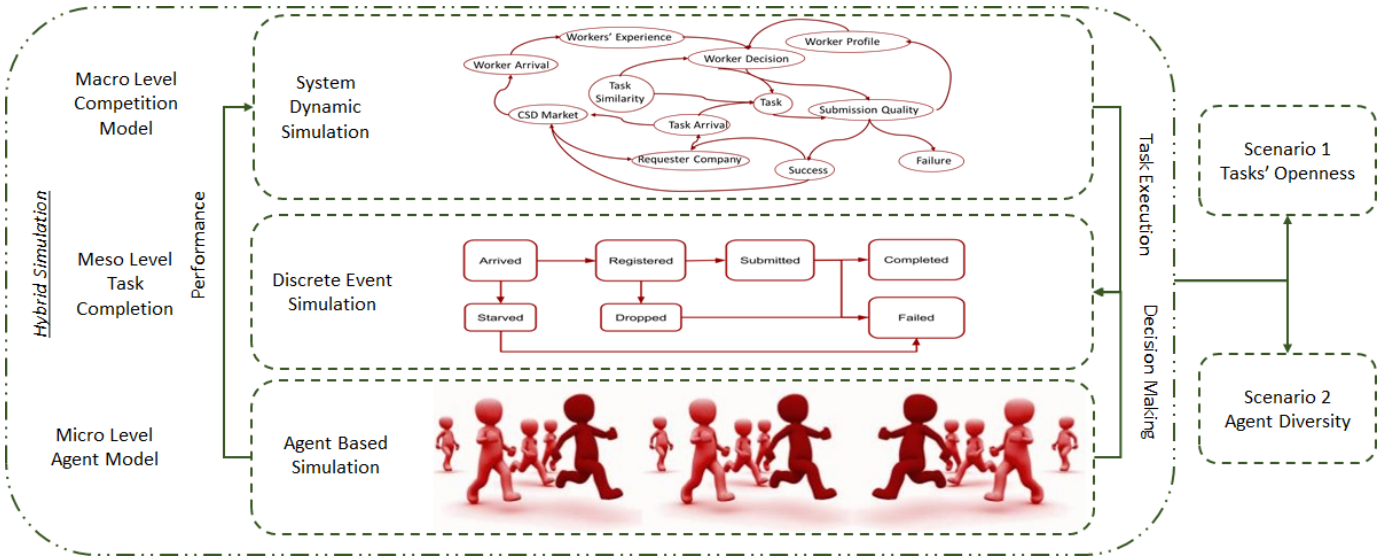 Hybrid Simulation
Macro Level
Competition
Model
Meso Level
Task
Completion
Micro Level
Agent Model
Performance
System
Dynamic
Simulation
Workers' Experience
Worker Profile
Worker Arrival
Worker Decision
Task
Similarity
Task
Submission Quality
CSD Market
Task Arrival
Requester Company
Success
Failure
Discrete Event
Simulation
Arrived
Registered
Submitted
Completed
Starved
Dropped
Failed
Agent Based
Simulation
Task Execution
Decision Making
Scenario 1
Tasks' Openness
Scenario 2
Agent Diversity